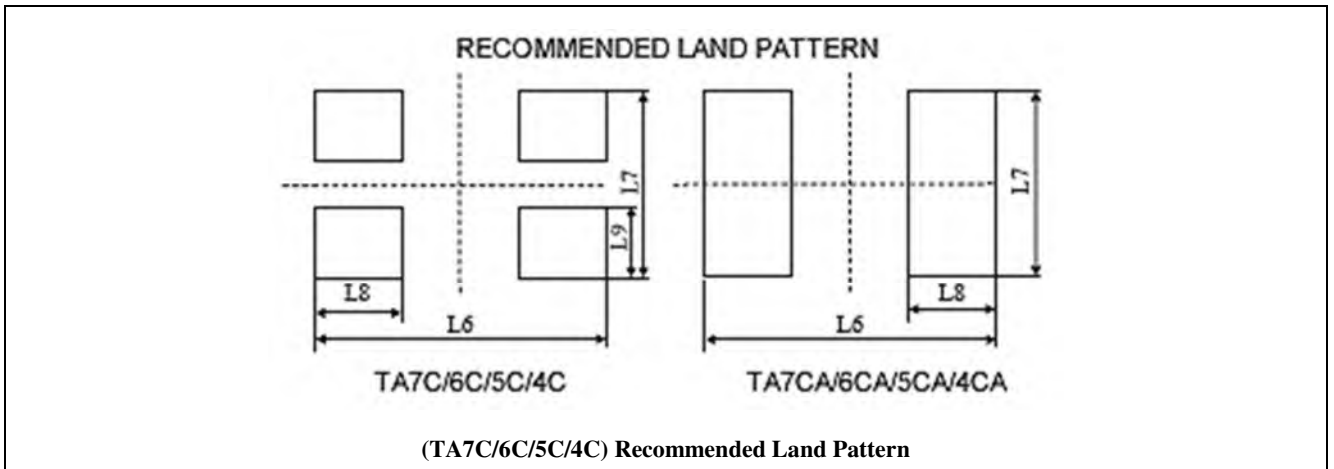 RECOMMENDED LAND PATTERN
L7
L9
L8
L6
TA7C/6C/5C/4C
L7
L8
L6
TA7CA/6CA/5CA/4CA
(TA7C/6C/5C/4C) Recommended Land Pattern